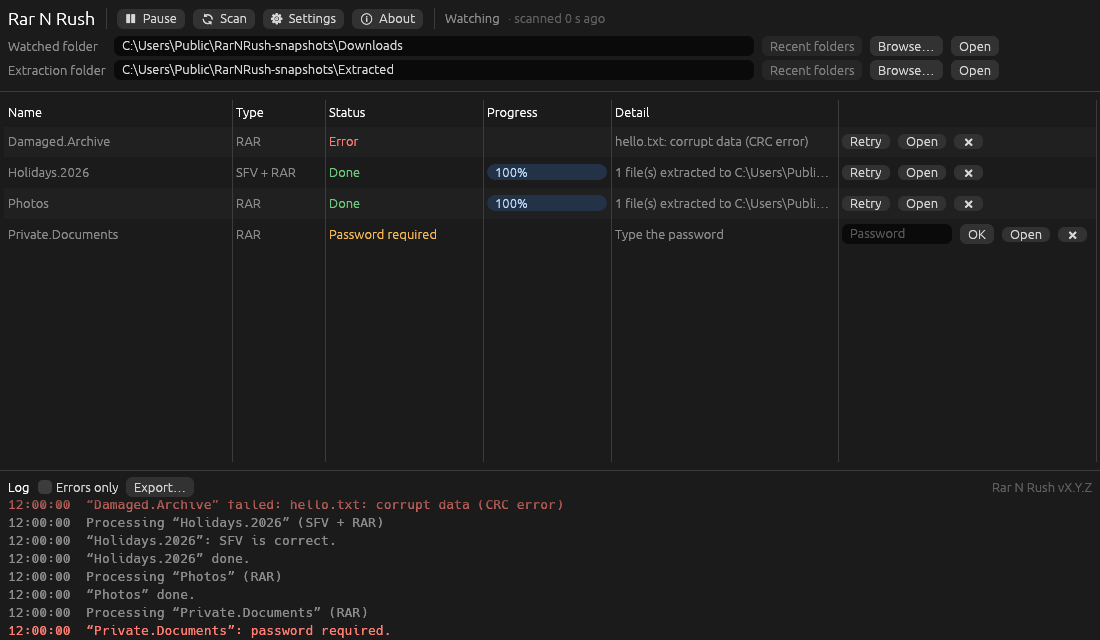 Rar N Rush Pause Scan Settings About Watching · scanned 0 s ago
Watched folder C:\Users\Public\RarNRush-snapshots\Downloads Recent folders Browse... Open
Extraction folder C:\Users\Public\RarNRush-snapshots\Extracted Recent folders Browse... Open
Name Type Status Progress Detail
Damaged.Archive RAR Error hello.txt: corrupt data (CRC error) Retry Open ×
Holidays.2026 SFV + RAR Done 100% 1 file(s) extracted to C:\Users\Publi… Retry Open ×
Photos RAR Done 100% 1 file(s) extracted to C:\Users\Publi… Retry Open ×
Private.Documents RAR Password required Type the password Password OK Open ×
Log Errors only Export… Rar N Rush vX.Y.Z
12:00:00 “Damaged.Archive” failed: hello.txt: corrupt data (CRC error)
12:00:00 Processing “Holidays.2026” (SFV + RAR)
12:00:00 “Holidays.2026”: SFV is correct.
12:00:00 “Holidays.2026” done.
12:00:00 Processing “Photos” (RAR)
12:00:00 “Photos” done.
12:00:00 Processing “Private.Documents” (RAR)
12:00:00 “Private.Documents”: password required.